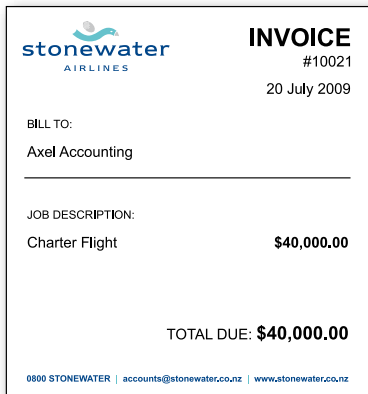 stonewater
AIRLINES
INVOICE
#10021
20 July 2009
BILL TO:
Axel Accounting
JOB DESCRIPTION:
Charter Flight $40,000.00
TOTAL DUE: $40,000.00
0800 STONEWATER | accounts@stonewater.co.nz | www.stonewater.co.nz